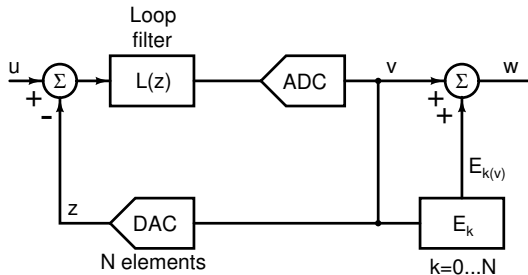 Loop
filter
u
Σ
L(z)
ADC
v
Σ
w
+
-
+
+
E_k(v)
z
DAC
E_k
N elements
k=0...N